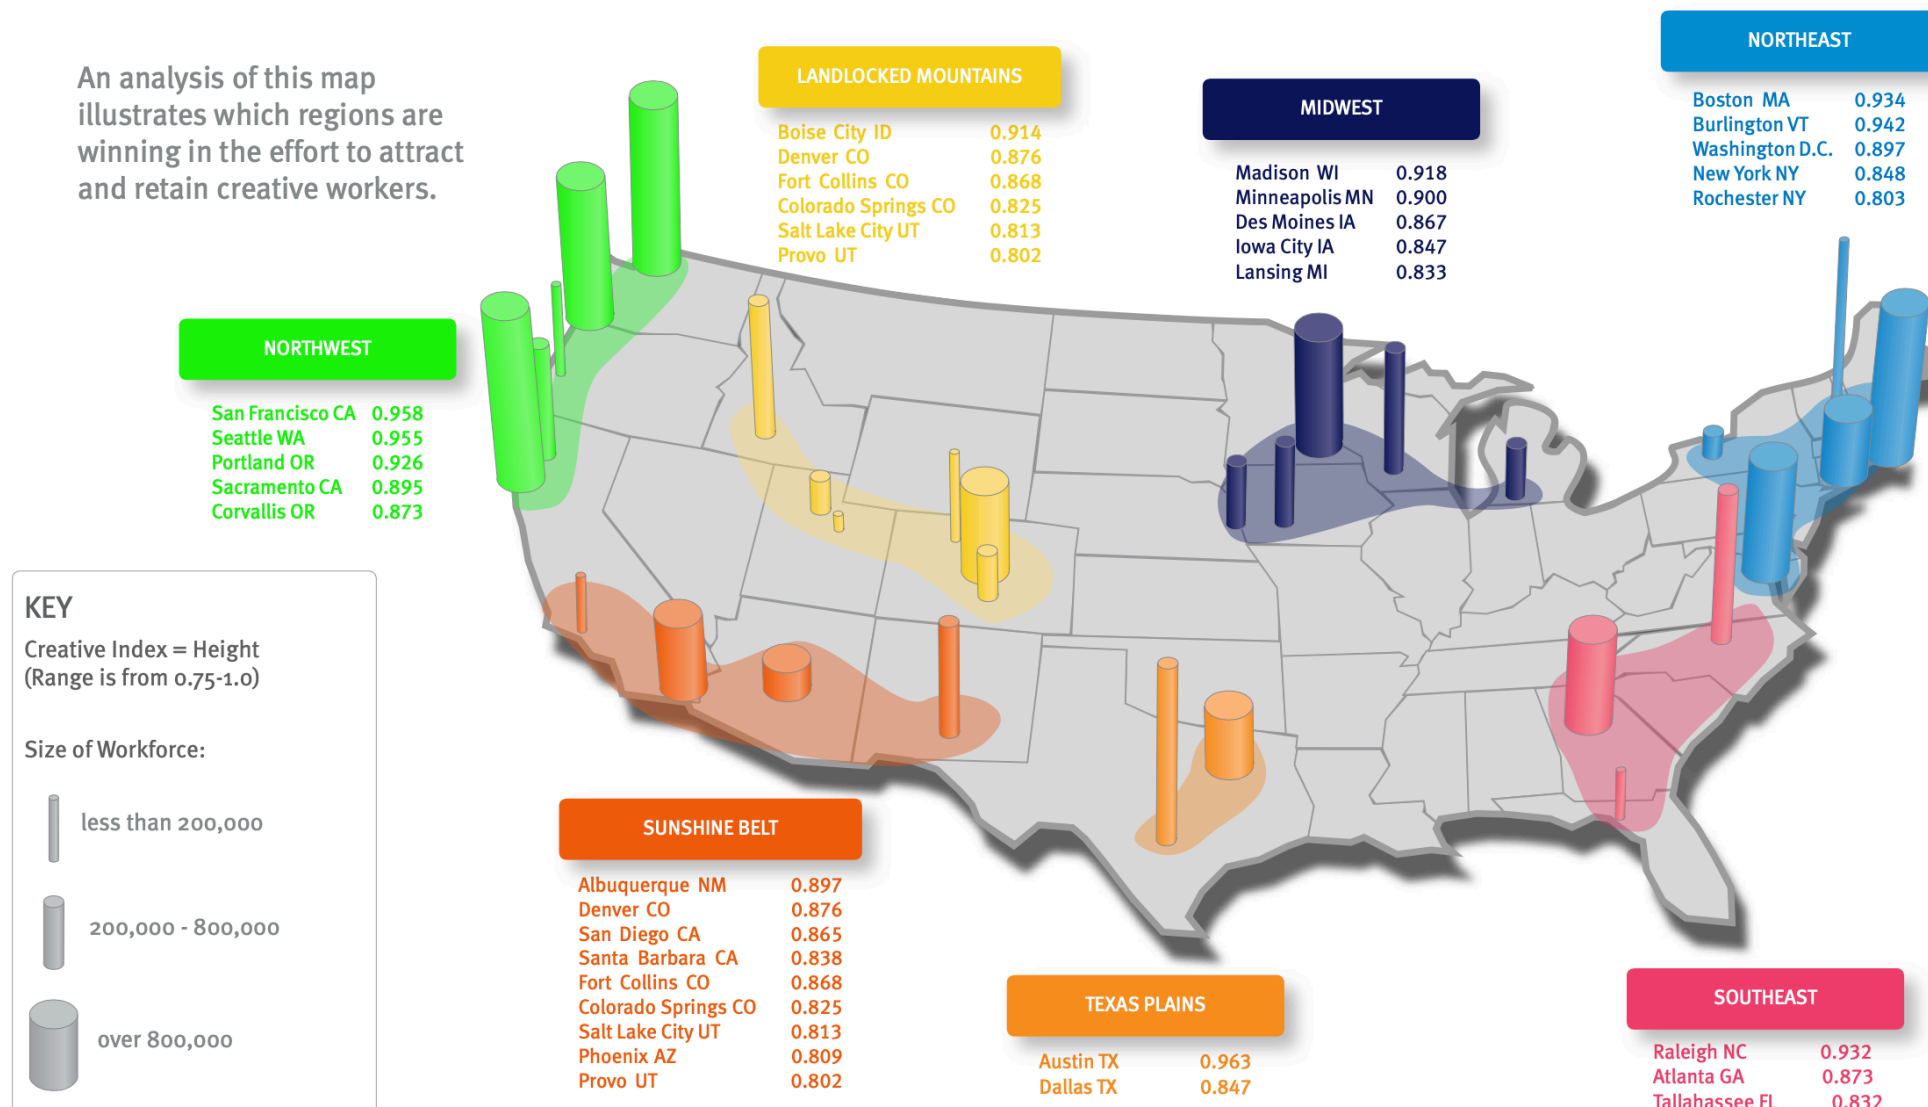 An analysis of this map
illustrates which regions are
winning in the effort to attract
and retain creative workers.
LANDLOCKED MOUNTAINS
Boise City ID 0.914
Denver CO 0.876
Fort Collins CO 0.868
Colorado Springs CO 0.825
Salt Lake City UT 0.813
Provo UT 0.802
MIDWEST
Madison WI 0.918
Minneapolis MN 0.900
Des Moines IA 0.867
Iowa City IA 0.847
Lansing MI 0.833
NORTHEAST
Boston MA 0.934
Burlington VT 0.942
Washington D.C. 0.897
New York NY 0.848
Rochester NY 0.803
NORTHWEST
San Francisco CA 0.958
Seattle WA 0.955
Portland OR 0.926
Sacramento CA 0.895
Corvallis OR 0.873
KEY
Creative Index = Height
(Range is from 0.75-1.0)
Size of Workforce:
less than 200,000
200,000 - 800,000
over 800,000
SUNSHINE BELT
Albuquerque NM 0.897
Denver CO 0.876
San Diego CA 0.865
Santa Barbara CA 0.838
Fort Collins CO 0.868
Colorado Springs CO 0.825
Salt Lake City UT 0.813
Phoenix AZ 0.809
Provo UT 0.802
TEXAS PLAINS
Austin TX 0.963
Dallas TX 0.847
SOUTHEAST
Raleigh NC 0.932
Atlanta GA 0.873
Tallahassee FL 0.832